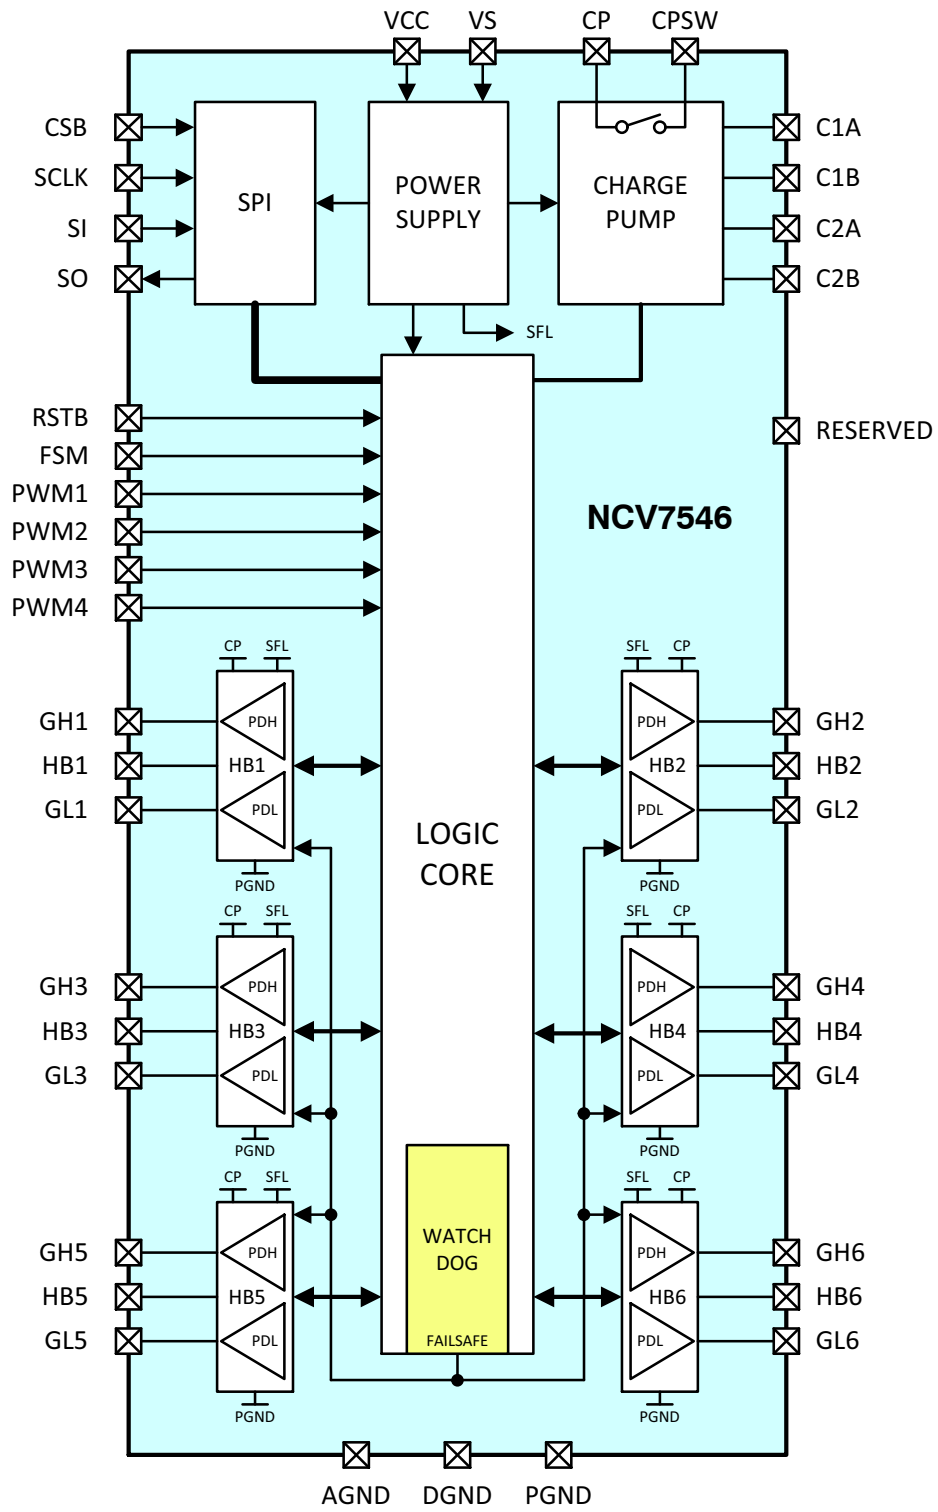 VCC VS CP CPSW
CSB
C1A
SCLK
C1B
SPI
POWER
SUPPLY
CHARGE
PUMP
SI
C2A
SO
C2B
SFL
RSTB
RESERVED
FSM
PWM1
NCV7546
PWM2
PWM3
PWM4
CP SFL
SFL CP
GH1
PDH
PDH
GH2
HB1
HB1
HB2
HB2
GL1
PDL
PDL
GL2
LOGIC
CORE
PGND
PGND
CP SFL
SFL CP
GH3
PDH
PDH
GH4
HB3
HB3
HB4
HB4
GL3
PDL
PDL
GL4
PGND
PGND
CP SFL
SFL CP
WATCH
DOG
GH5
PDH
PDH
GH6
HB5
HB5
HB6
HB6
GL5
PDL
FAILSAFE
PDL
GL6
PGND
PGND
AGND DGND PGND